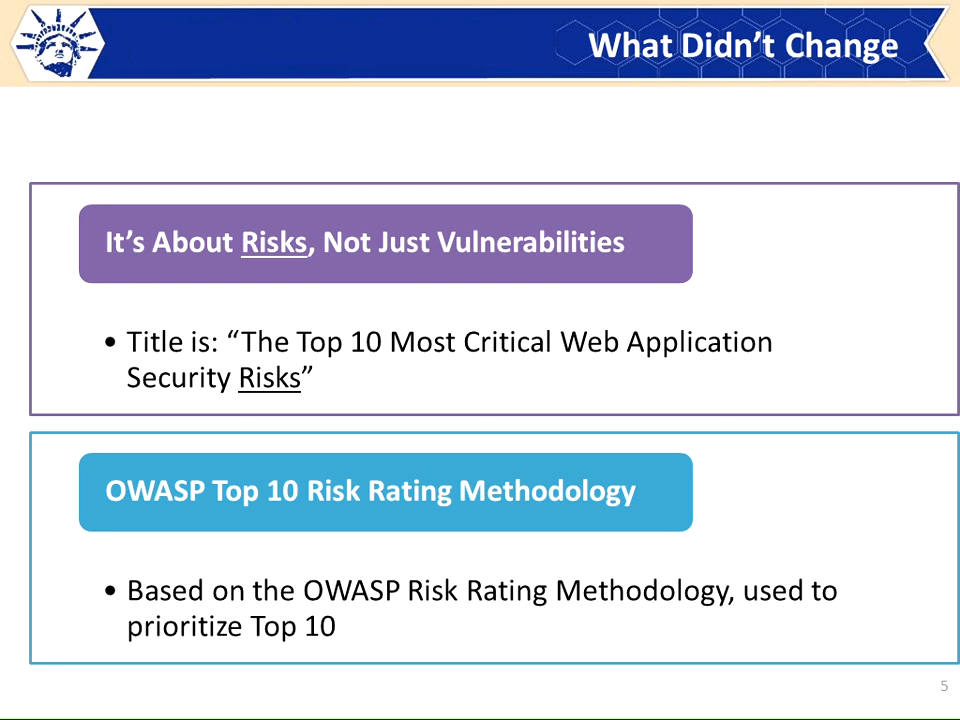 What Didn’t Change
It’s About Risks, Not Just Vulnerabilities
• Title is: “The Top 10 Most Critical Web Application
Security Risks”
OWASP Top 10 Risk Rating Methodology
• Based on the OWASP Risk Rating Methodology, used to
prioritize Top 10
5